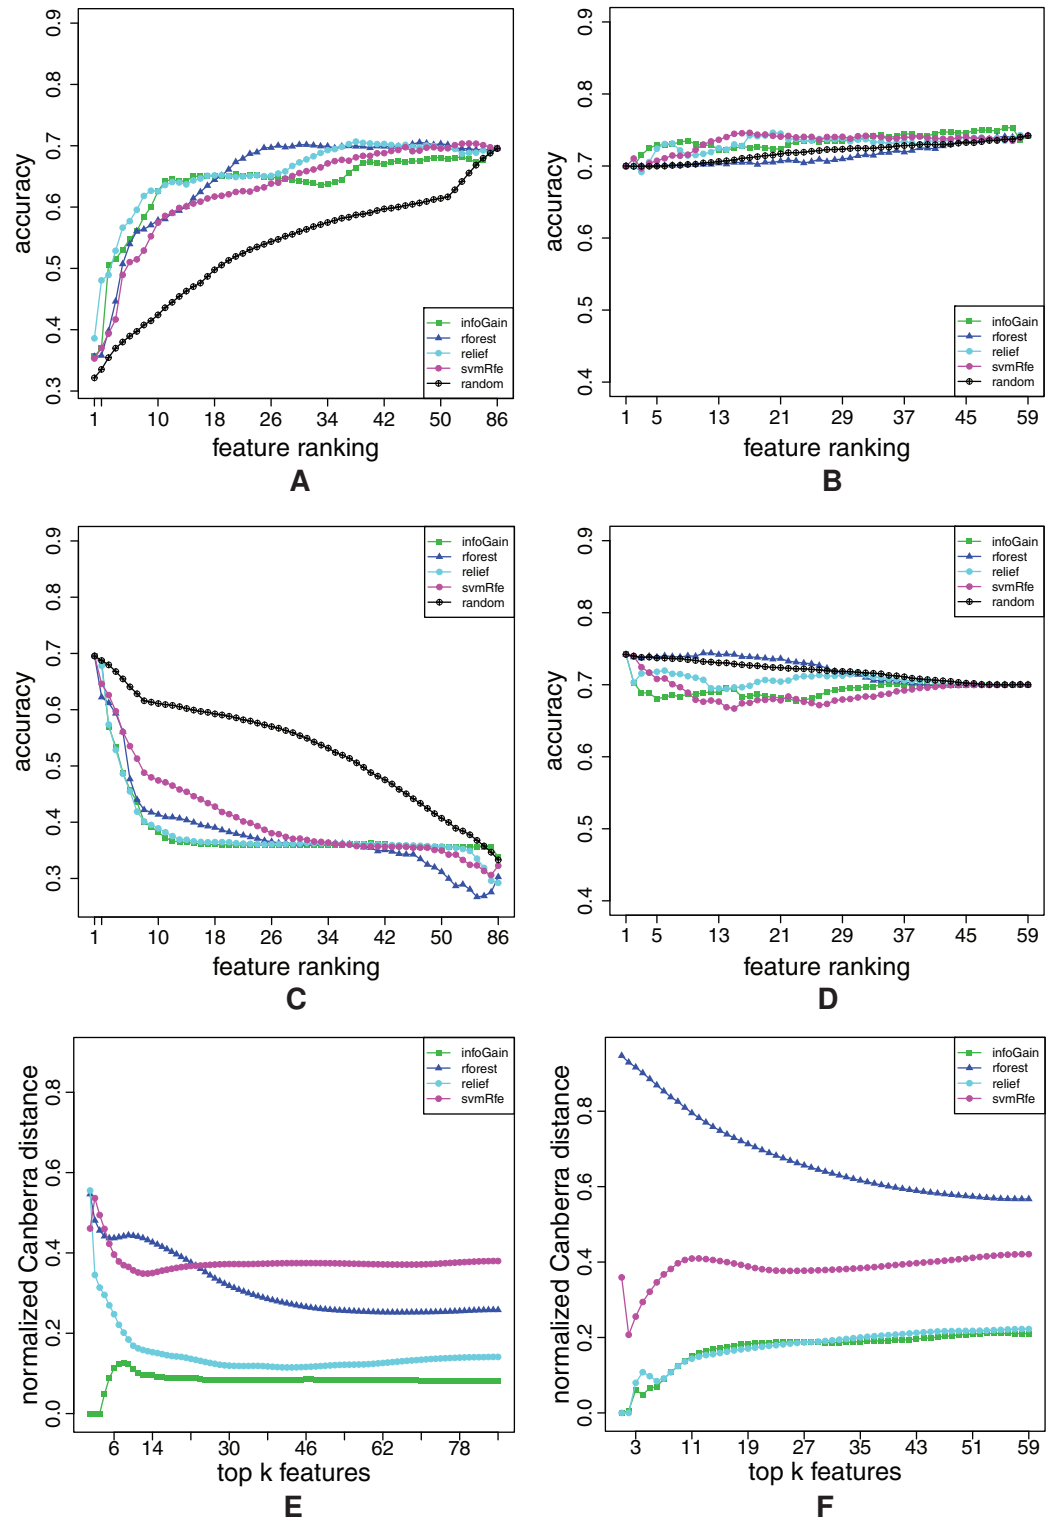 0.9
0.8
0.7
0.6
0.5
0.4
0.3
accuracy
infoGain
rforest
relief
svmRfe
random
1 10 18 26 34 42 50 86
feature ranking
A
0.9
0.8
0.7
0.6
0.5
0.4
accuracy
infoGain
rforest
relief
svmRfe
random
1 5 13 21 29 37 45 59
feature ranking
B
0.9
0.8
0.7
0.6
0.5
0.4
0.3
accuracy
infoGain
rforest
relief
svmRfe
random
1 10 18 26 34 42 50 86
feature ranking
C
0.9
0.8
0.7
0.6
0.5
0.4
accuracy
infoGain
rforest
relief
svmRfe
random
1 5 13 21 29 37 45 59
feature ranking
D
0.8
0.6
0.4
0.2
0.0
normalized Canberra distance
infoGain
rforest
relief
svmRfe
6 14 30 46 62 78
top k features
E
0.8
0.6
0.4
0.2
0.0
normalized Canberra distance
infoGain
rforest
relief
svmRfe
3 11 19 27 35 43 51 59
top k features
F